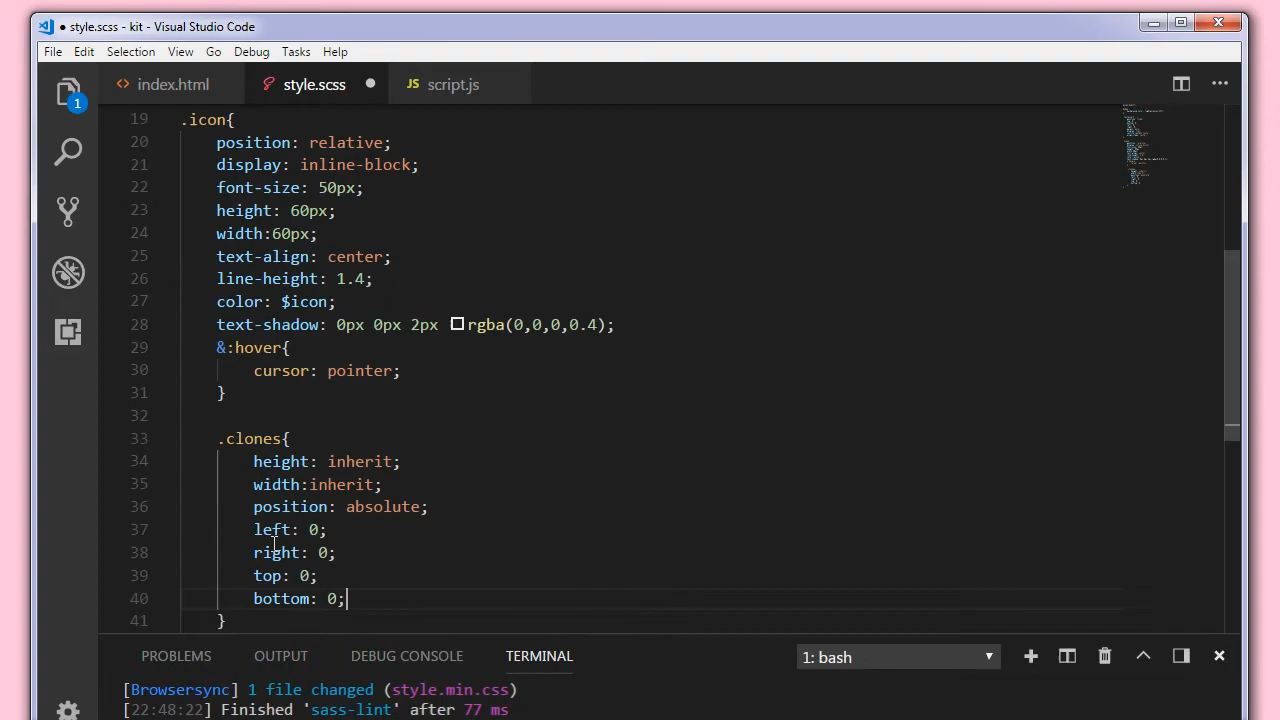 ● style.scss - kit - Visual Studio Code
File Edit Selection View Go Debug Tasks Help
<> index.html style.scss ● JS script.js
1
19 .icon{
20 position: relative;
21 display: inline-block;
22 font-size: 50px;
23 height: 60px;
24 width:60px;
25 text-align: center;
26 line-height: 1.4;
27 color: $icon;
28 text-shadow: 0px 0px 2px rgba(0,0,0,0.4);
29 &:hover{
30 cursor: pointer;
31 }
32
33 .clones{
34 height: inherit;
35 width:inherit;
36 position: absolute;
37 left: 0;
38 right: 0;
39 top: 0;
40 bottom: 0;
41 }
PROBLEMS OUTPUT DEBUG CONSOLE TERMINAL 1: bash
[Browsersync] 1 file changed (style.min.css)
[22:48:22] Finished 'sass-lint' after 77 ms